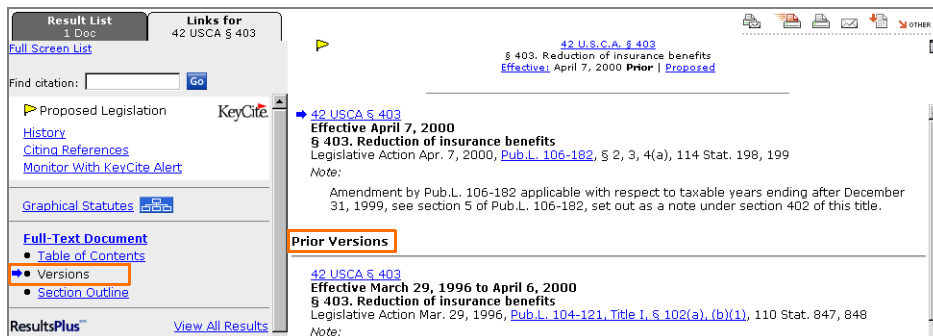 Result List
1 Doc
Links for
42 USCA § 403
OTHER
Full Screen List
Find citation:
Go
Proposed Legislation
KeyCite.
History
Citing References
Monitor With KeyCite Alert
Graphical Statutes
Full-Text Document
Table of Contents
Versions
Section Outline
ResultsPlus™
View All Results
42 U.S.C.A. § 403
§ 403. Reduction of insurance benefits
Effective: April 7, 2000 Prior | Proposed
42 USCA § 403
Effective April 7, 2000
§ 403. Reduction of insurance benefits
Legislative Action Apr. 7, 2000, Pub.L. 106-182, § 2, 3, 4(a), 114 Stat. 198, 199
Note:
Amendment by Pub.L. 106-182 applicable with respect to taxable years ending after December
31, 1999, see section 5 of Pub.L. 106-182, set out as a note under section 402 of this title.
Prior Versions
42 USCA § 403
Effective March 29, 1996 to April 6, 2000
§ 403. Reduction of insurance benefits
Legislative Action Mar. 29, 1996, Pub.L. 104-121, Title I, § 102(a), (b)(1), 110 Stat. 847, 848
Note: